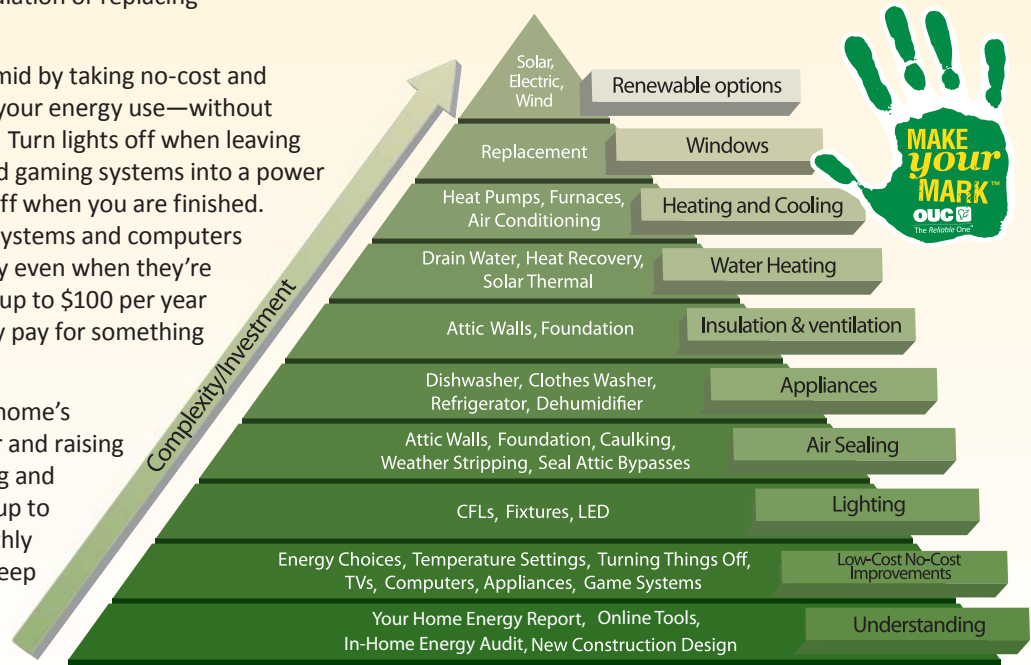 ulation or replacing
mid by taking no-cost and
your energy use—without
Turn lights off when leaving
d gaming systems into a power
ff when you are finished.
ystems and computers
y even when they're
up to $100 per year
y pay for something
home's
r and raising
g and
up to
thly
eep
Complexity/Investment
Solar,
Electric,
Wind
Renewable options
Replacement
Windows
Heat Pumps, Furnaces,
Air Conditioning
Heating and Cooling
Drain Water, Heat Recovery,
Solar Thermal
Water Heating
Attic Walls, Foundation
Insulation & ventilation
Dishwasher, Clothes Washer,
Refrigerator, Dehumidifier
Appliances
Attic Walls, Foundation, Caulking,
Weather Stripping, Seal Attic Bypasses
Air Sealing
CFLs, Fixtures, LED
Lighting
Energy Choices, Temperature Settings, Turning Things Off,
TVs, Computers, Appliances, Game Systems
Low-Cost No-Cost
Improvements
Your Home Energy Report, Online Tools,
In-Home Energy Audit, New Construction Design
Understanding
MAKE
your
MARK™
OUC
The Reliable One